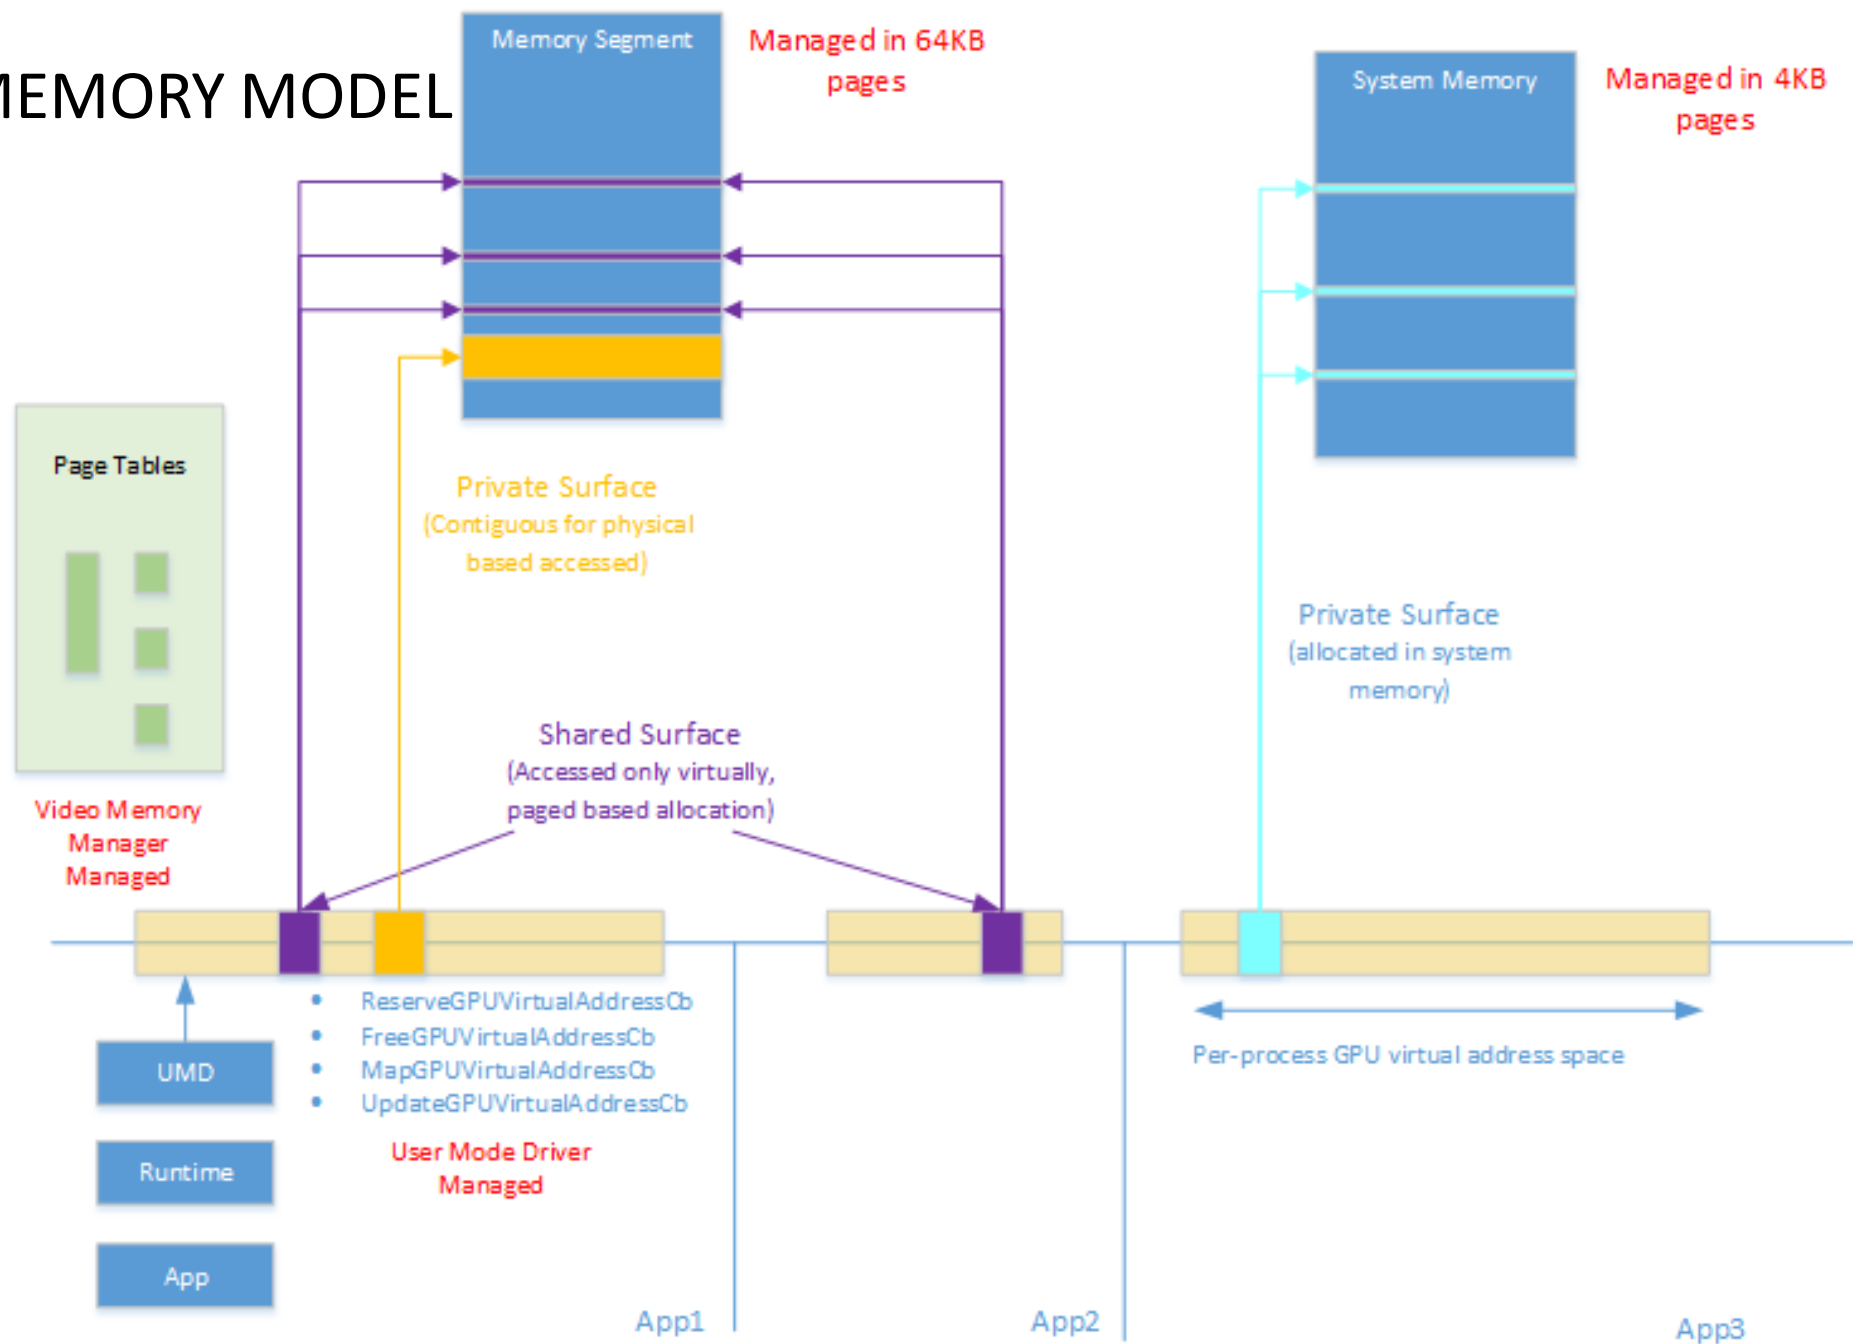 MEMORY MODEL
Memory Segment
Managed in 64KB
pages
System Memory
Managed in 4KB
pages
Page Tables
Private Surface
(Contiguous for physical
based accessed)
Private Surface
(allocated in system
memory)
Shared Surface
(Accessed only virtually,
paged based allocation)
Video Memory
Manager
Managed
• ReserveGPUVirtualAddressCb
• FreeGPUVirtualAddressCb
• MapGPUVirtualAddressCb
• UpdateGPUVirtualAddressCb
User Mode Driver
Managed
Per-process GPU virtual address space
UMD
Runtime
App
App1
App2
App3